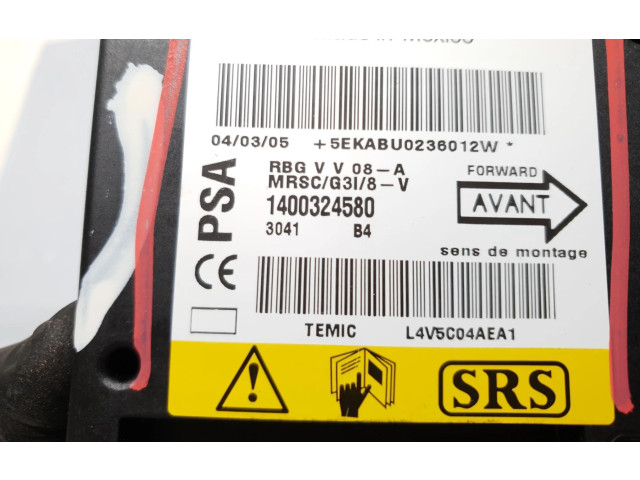 04/03/05 +5EKABU0236012W*
RBG V V 08-A
MRSC/G3I/8-V
1400324580
3041 B4
PSA
CE
FORWARD
AVANT
sens de montage
TEMIC L4V5C04AEA1
SRS